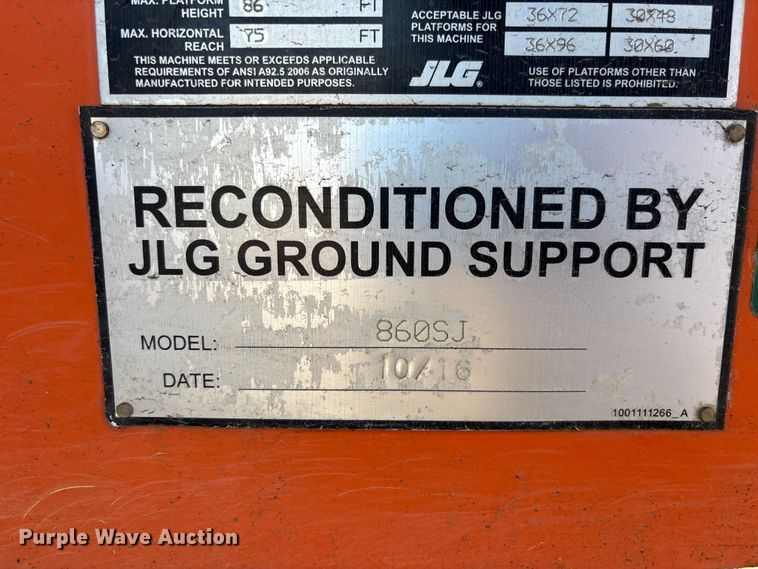 MAX. PLATFORM
HEIGHT 86 FT
MAX. HORIZONTAL
REACH 75 FT
THIS MACHINE MEETS OR EXCEEDS APPLICABLE
REQUIREMENTS OF ANSI A92.5 2006 AS ORIGINALLY
MANUFACTURED FOR INTENDED PURPOSES.
ACCEPTABLE JLG
PLATFORMS FOR
THIS MACHINE
36X72 30X48
36X96 30X60
JLG®
USE OF PLATFORMS OTHER THAN
THOSE LISTED IS PROHIBITED.
RECONDITIONED BY
JLG GROUND SUPPORT
MODEL: 860SJ
DATE: 10/16
1001111266_A
Purple Wave Auction